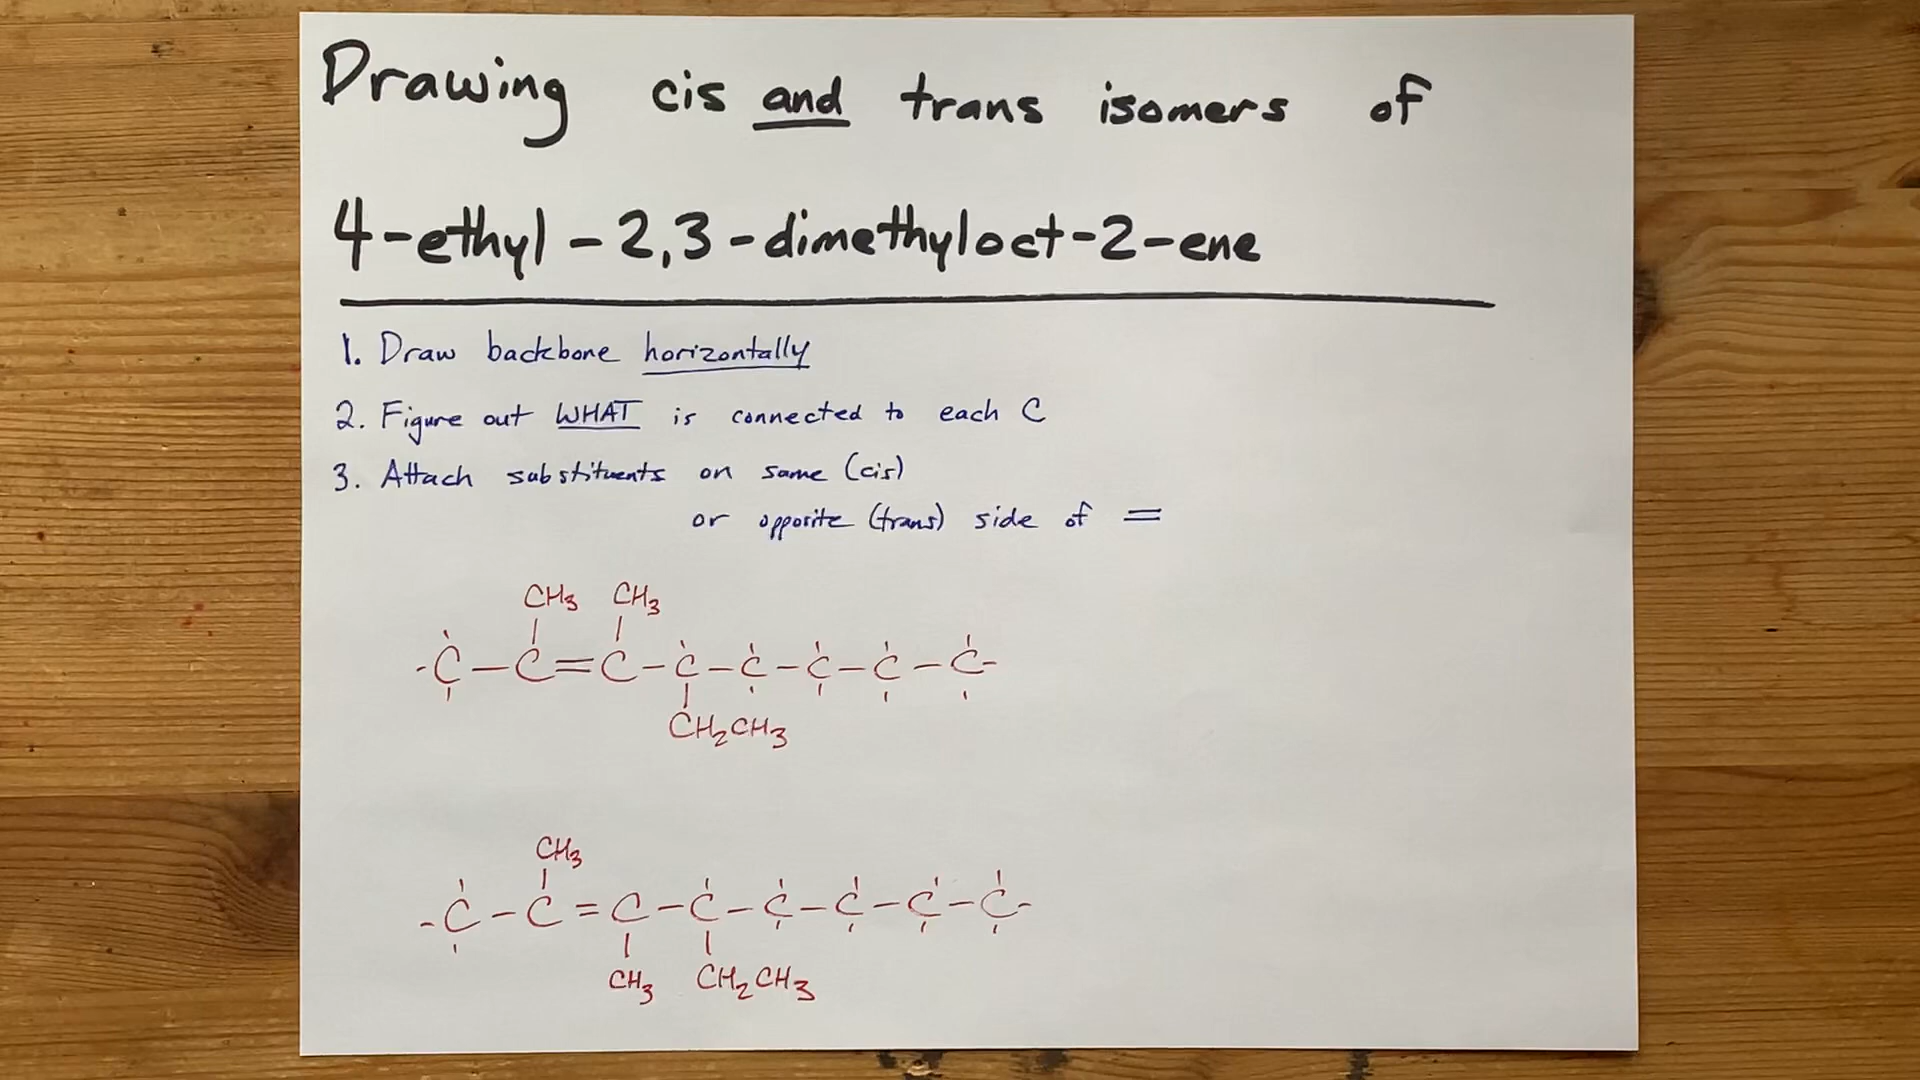 Drawing cis and trans isomers of
4-ethyl-2,3-dimethyloct-2-ene
1. Draw backbone horizontally
2. Figure out WHAT is connected to each C
3. Attach substituents on same (cis)
or opposite (trans) side of =
CH3 CH3
-C-C=C-C-C-C-C-C-
CH2CH3
CH3
-C-C=C-C-C-C-C-C-
CH3 CH2CH3